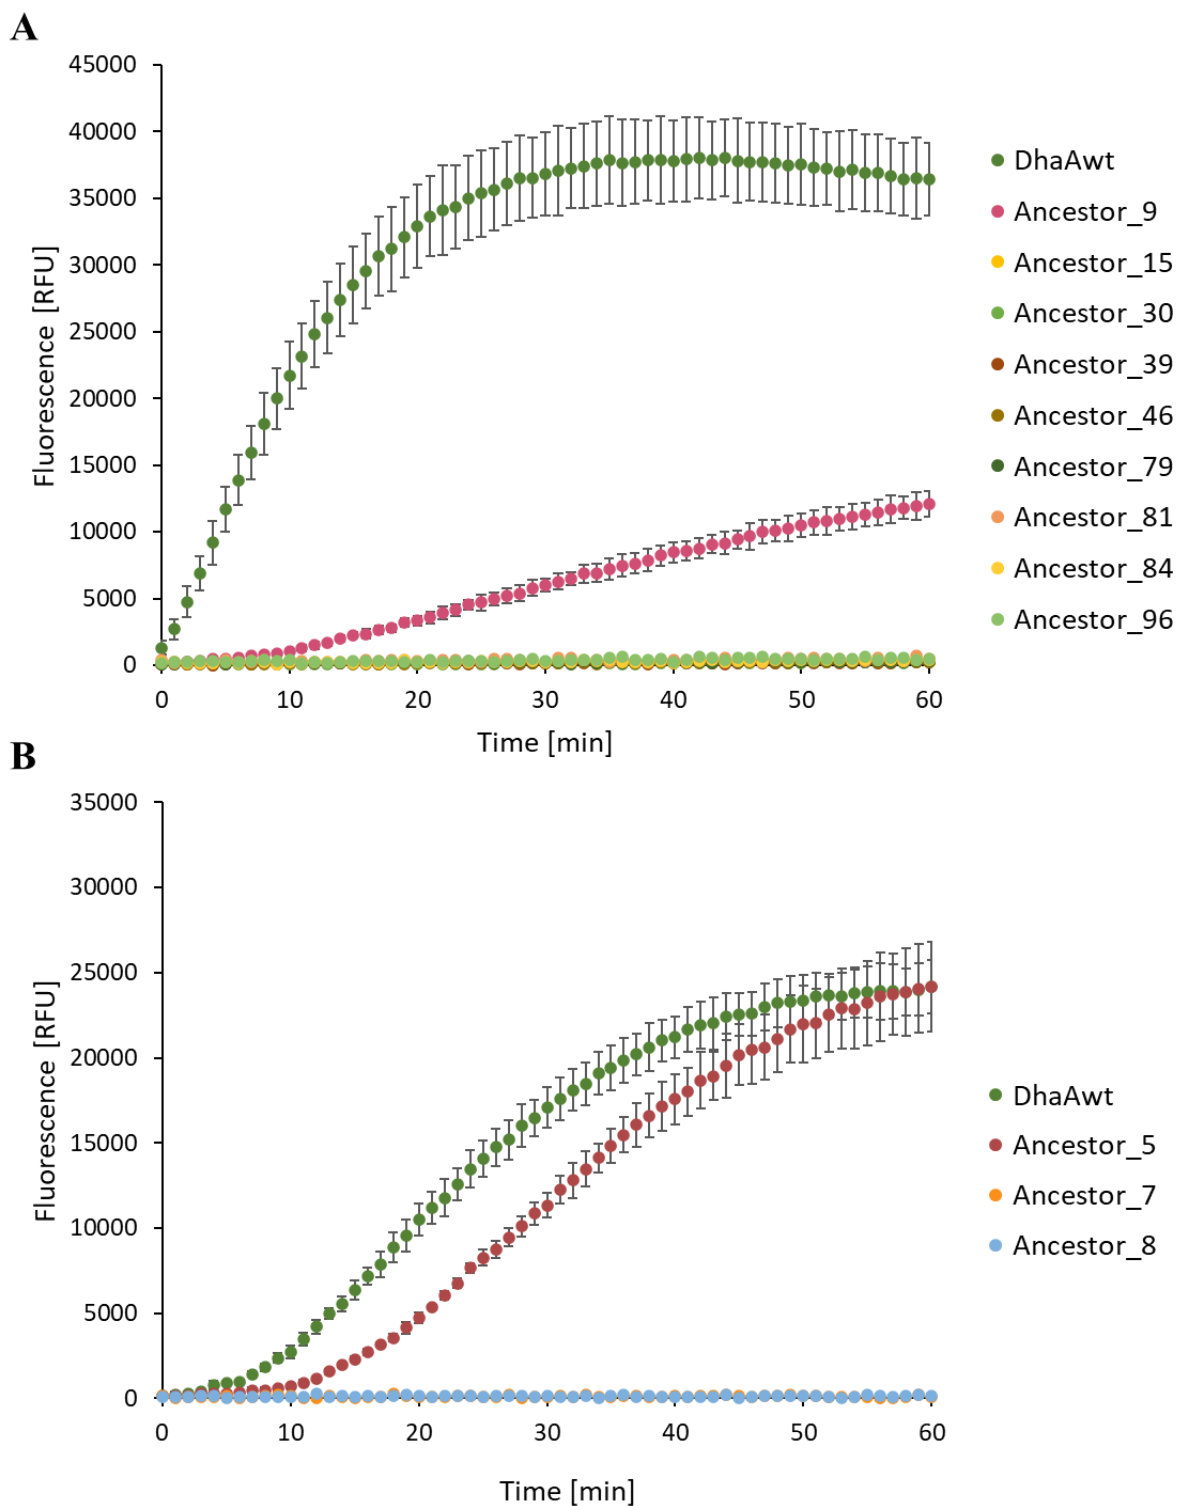 A
45000
40000
35000
30000
25000
20000
15000
10000
5000
0
Fluorescence [RFU]
0 10 20 30 40 50 60
Time [min]
DhaAwt
Ancestor_9
Ancestor_15
Ancestor_30
Ancestor_39
Ancestor_46
Ancestor_79
Ancestor_81
Ancestor_84
Ancestor_96
B
35000
30000
25000
20000
15000
10000
5000
0
Fluorescence [RFU]
0 10 20 30 40 50 60
Time [min]
DhaAwt
Ancestor_5
Ancestor_7
Ancestor_8